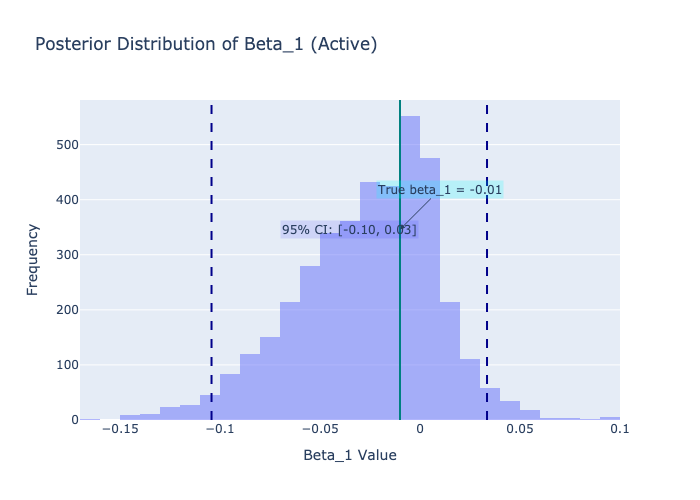 Posterior Distribution of Beta_1 (Active)
500
400
300
200
100
0
Frequency
True beta_1 = -0.01
95% CI: [-0.10, 0.03]
−0.15
−0.1
−0.05
0
0.05
0.1
Beta_1 Value